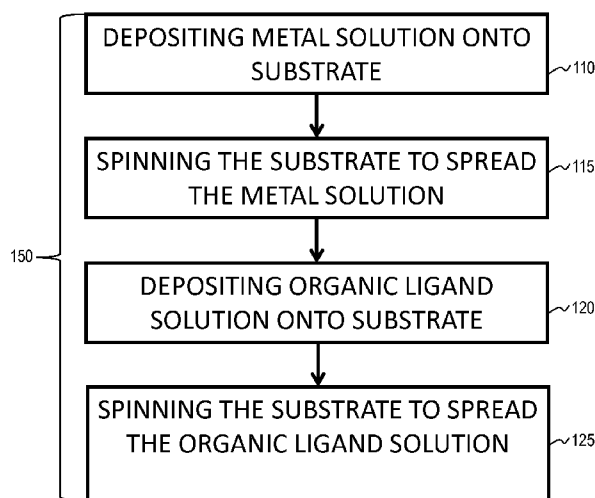 DEPOSITING METAL SOLUTION ONTO
SUBSTRATE
110
SPINNING THE SUBSTRATE TO SPREAD
THE METAL SOLUTION
115
150
DEPOSITING ORGANIC LIGAND
SOLUTION ONTO SUBSTRATE
120
SPINNING THE SUBSTRATE TO SPREAD
THE ORGANIC LIGAND SOLUTION
125